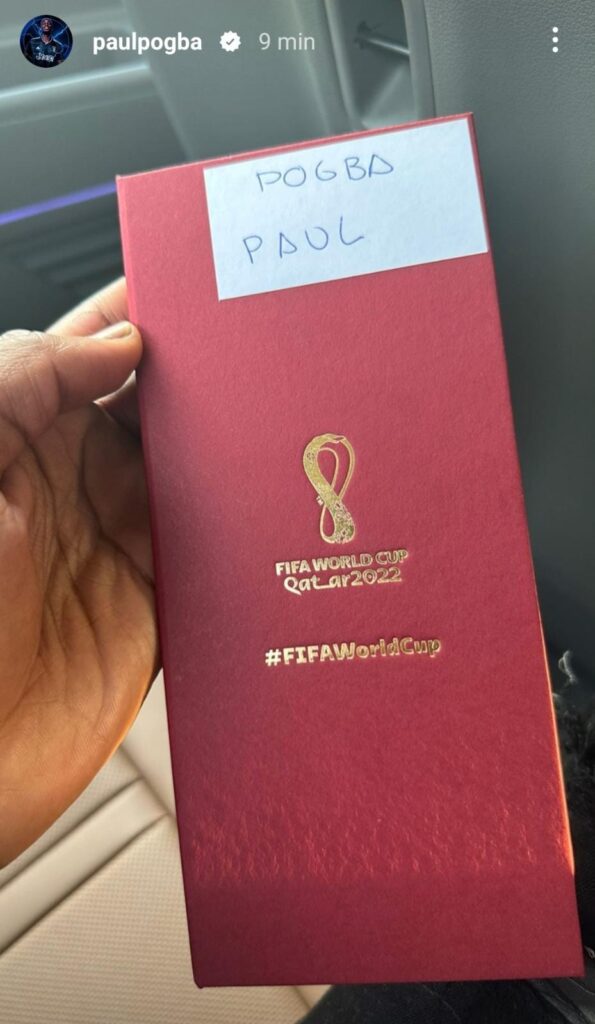 paulpogba 9 min
POGBA
PAUL
FIFA WORLD CUP
Qatar2022
#FIFAWorldCup